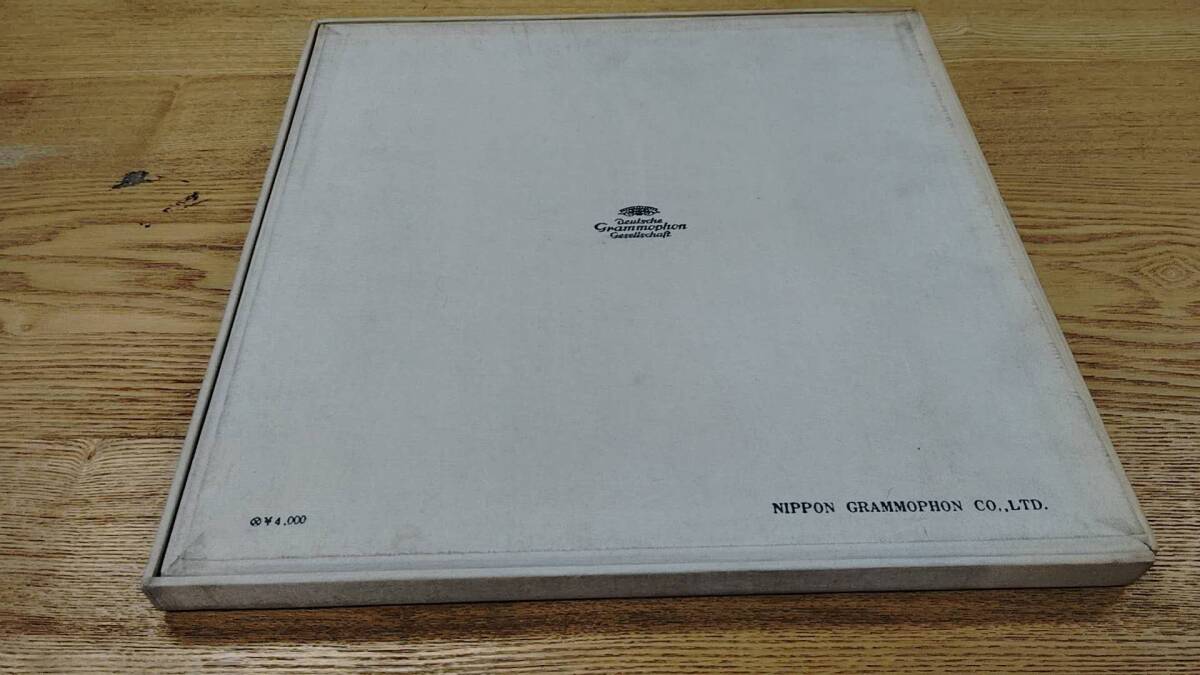 Deutsche
Grammophon
Gesellschaft
⊗ ¥4,000
NIPPON GRAMMOPHON CO.,LTD.